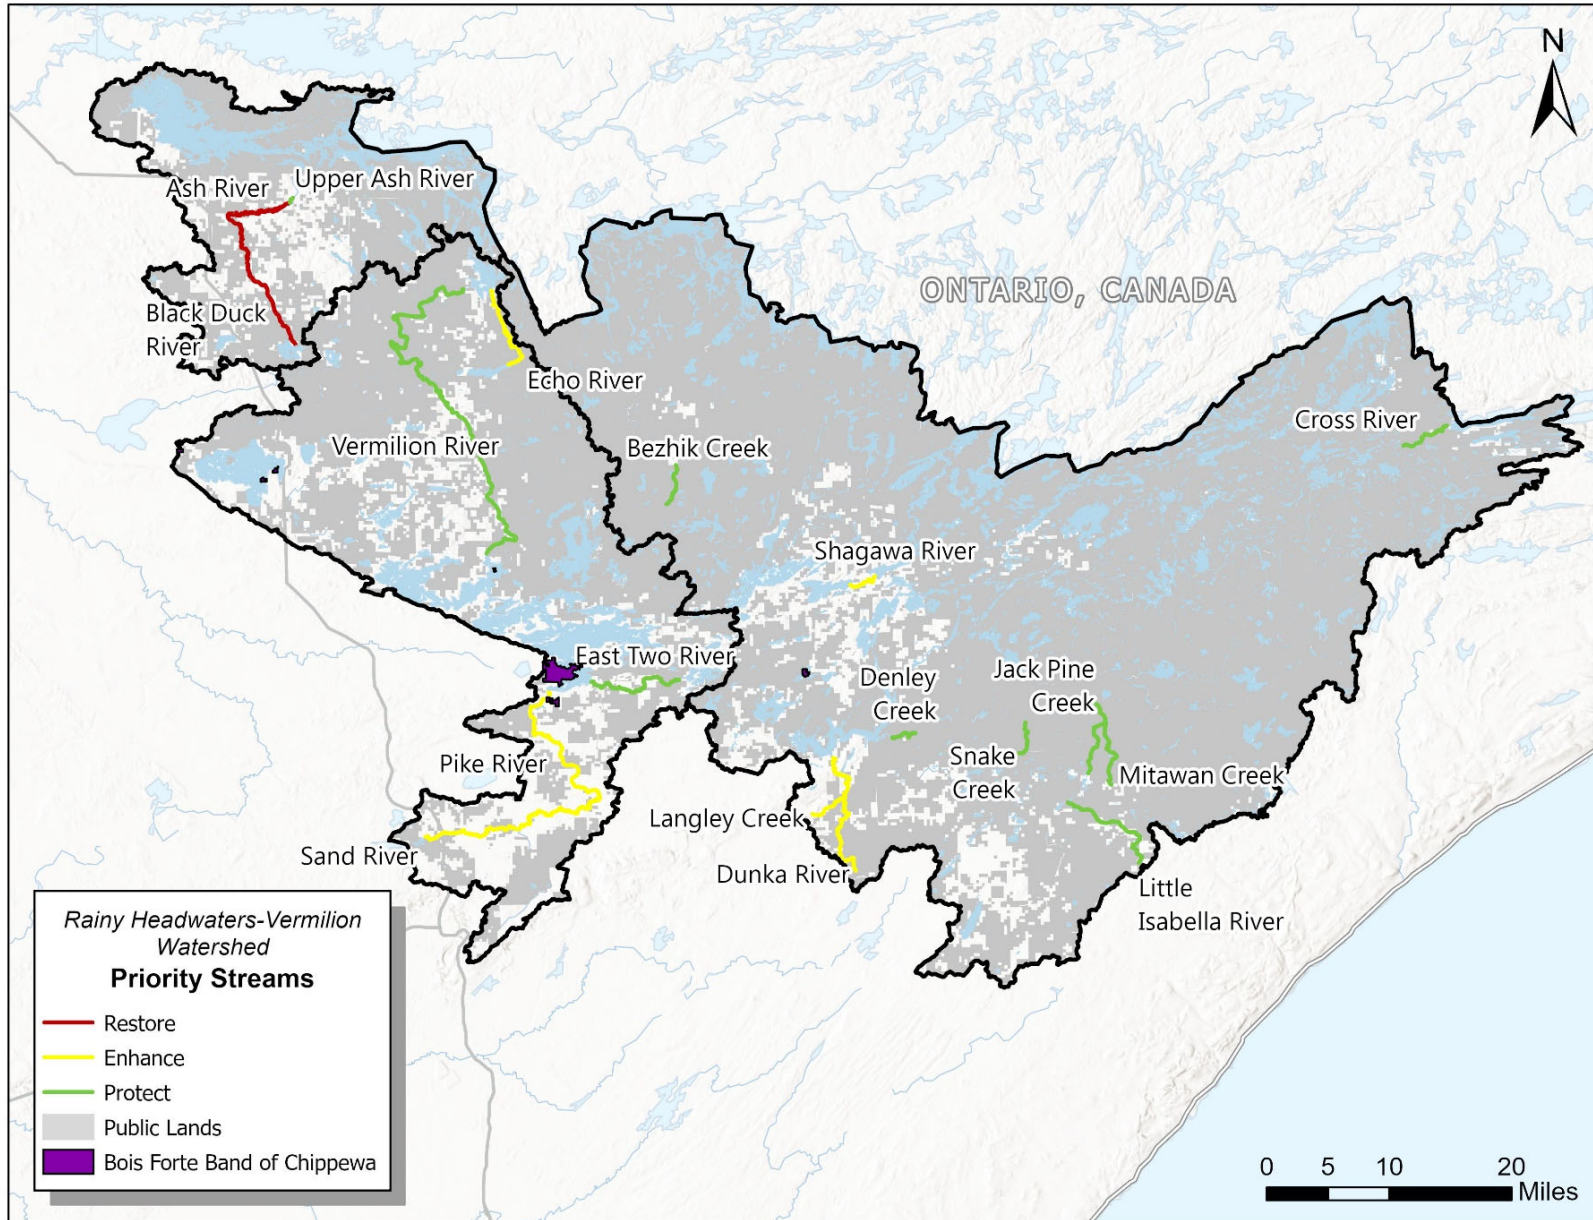 N
Ash River
Upper Ash River
ONTARIO, CANADA
Black Duck
River
Echo River
Cross River
Vermilion River
Bezhik Creek
Shagawa River
East Two River
Denley
Creek
Jack Pine
Creek
Pike River
Snake
Creek
Mitawan Creek
Langley Creek
Sand River
Dunka River
Little
Isabella River
Rainy Headwaters-Vermilion
Watershed
Priority Streams
Restore
Enhance
Protect
Public Lands
Bois Forte Band of Chippewa
0 5 10 20
Miles